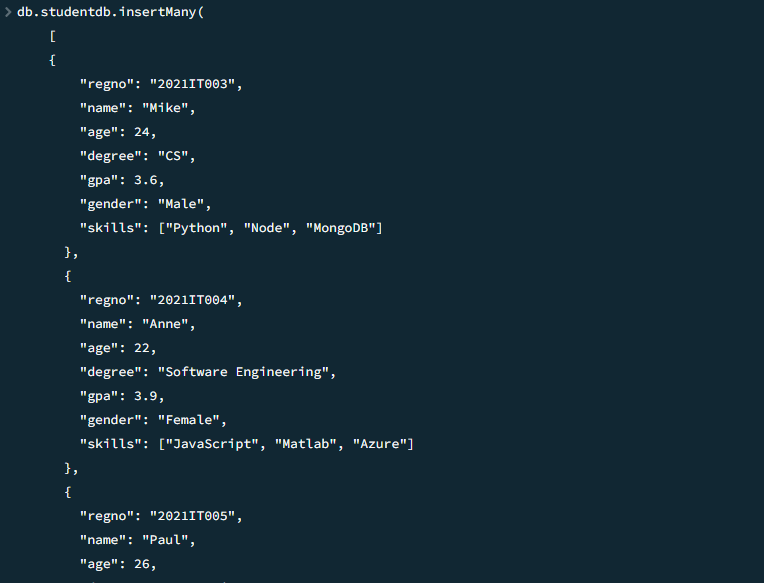 > db.studentdb.insertMany(
[
{
"regno": "2021IT003",
"name": "Mike",
"age": 24,
"degree": "CS",
"gpa": 3.6,
"gender": "Male",
"skills": ["Python", "Node", "MongoDB"]
},
{
"regno": "2021IT004",
"name": "Anne",
"age": 22,
"degree": "Software Engineering",
"gpa": 3.9,
"gender": "Female",
"skills": ["JavaScript", "Matlab", "Azure"]
},
{
"regno": "2021IT005",
"name": "Paul",
"age": 26,